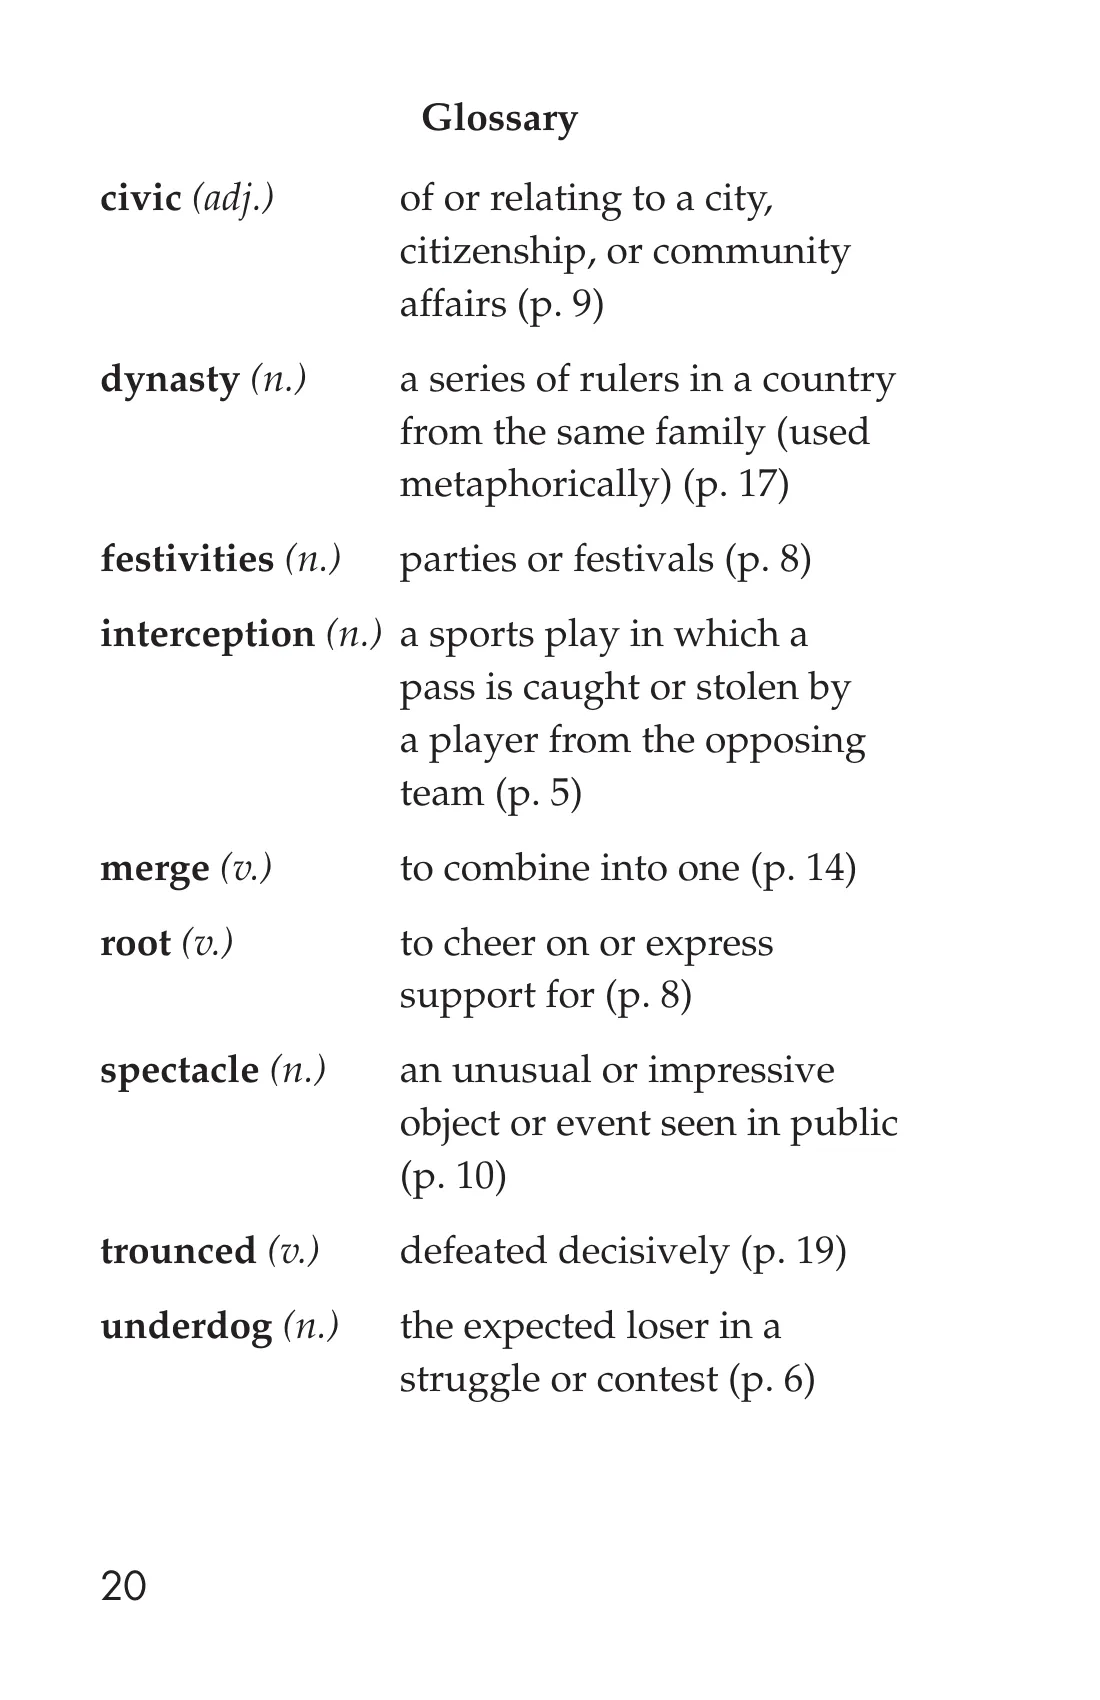 Glossary
civic (adj.) of or relating to a city,
citizenship, or community
affairs (p. 9)
dynasty (n.) a series of rulers in a country
from the same family (used
metaphorically) (p. 17)
festivities (n.) parties or festivals (p. 8)
interception (n.) a sports play in which a
pass is caught or stolen by
a player from the opposing
team (p. 5)
merge (v.) to combine into one (p. 14)
root (v.) to cheer on or express
support for (p. 8)
spectacle (n.) an unusual or impressive
object or event seen in public
(p. 10)
trounced (v.) defeated decisively (p. 19)
underdog (n.) the expected loser in a
struggle or contest (p. 6)
20